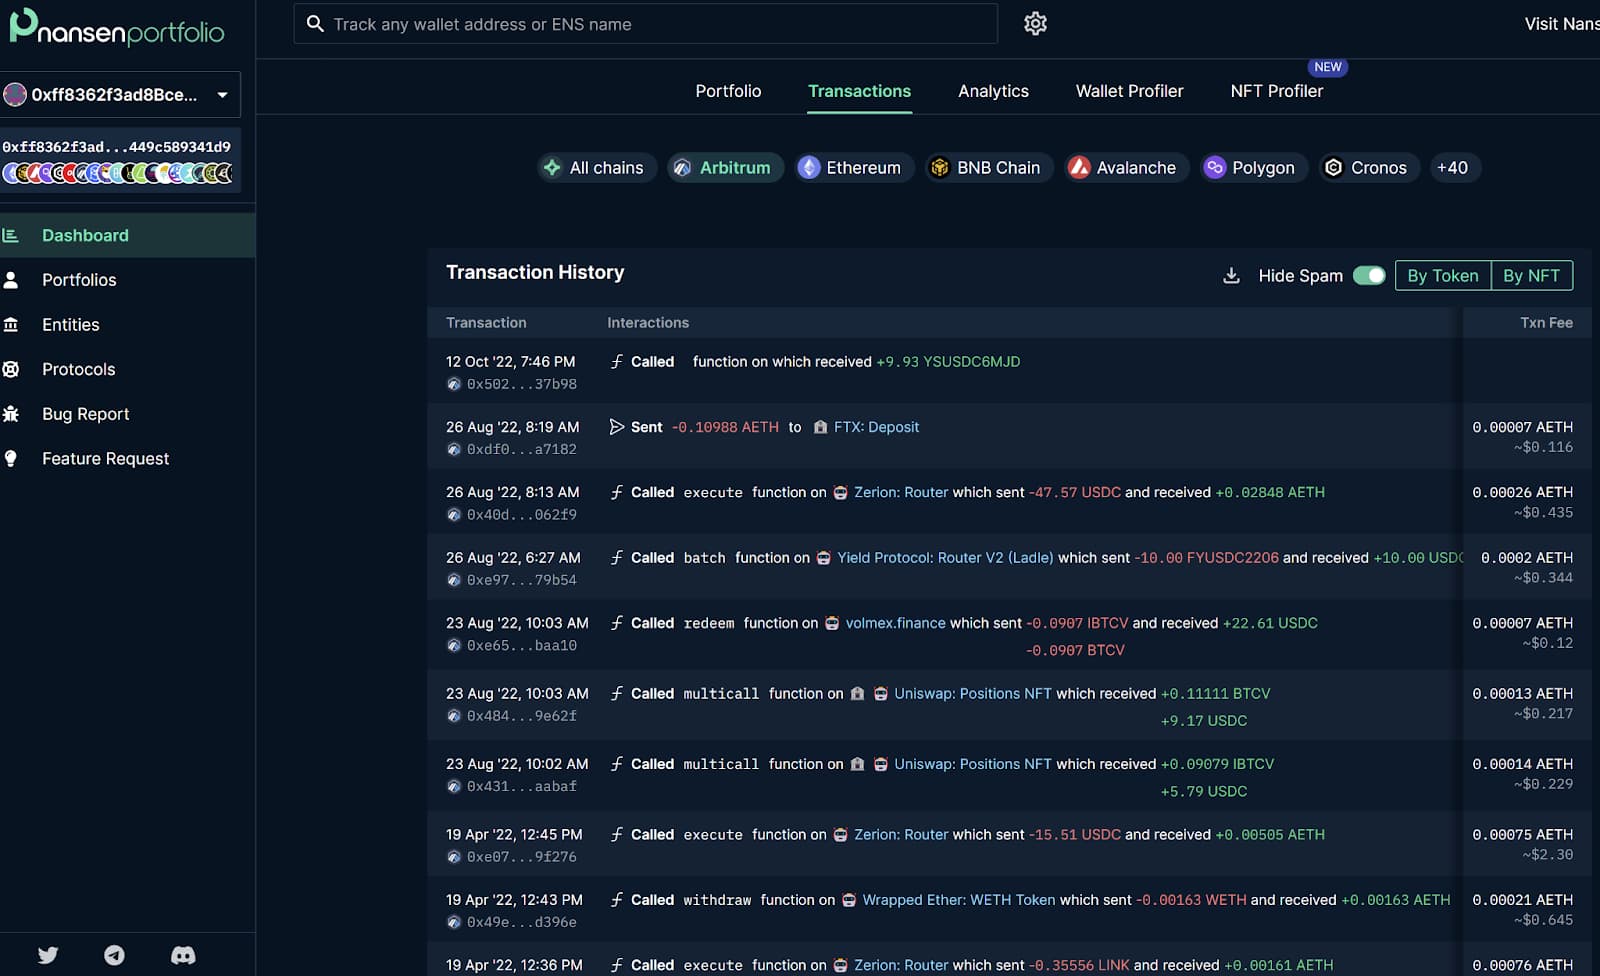 nansenportfolio
Track any wallet address or ENS name
Visit Nans
0xff8362f3ad8Bce...
0xff8362f3ad...449c589341d9
NEW
Portfolio Transactions Analytics Wallet Profiler NFT Profiler
All chains Arbitrum Ethereum BNB Chain Avalanche Polygon Cronos +40
Dashboard
Portfolios
Entities
Protocols
Bug Report
Feature Request
Transaction History
Hide Spam By Token By NFT
Transaction Interactions Txn Fee
12 Oct '22, 7:46 PM ƒ Called function on which received +9.93 YSUSDC6MJD
0x502...37b98
26 Aug '22, 8:19 AM Sent -0.10988 AETH to FTX: Deposit 0.00007 AETH
0xdf0...a7182 ~$0.116
26 Aug '22, 8:13 AM ƒ Called execute function on Zerion: Router which sent -47.57 USDC and received +0.02848 AETH 0.00026 AETH
0x40d...062f9 ~$0.435
26 Aug '22, 6:27 AM ƒ Called batch function on Yield Protocol: Router V2 (Ladle) which sent -10.00 FYUSDC2206 and received +10.00 USDC 0.0002 AETH
0xe97...79b54 ~$0.344
23 Aug '22, 10:03 AM ƒ Called redeem function on volmex.finance which sent -0.0907 IBTCV and received +22.61 USDC 0.00007 AETH
0xe65...baa10 -0.0907 BTCV ~$0.12
23 Aug '22, 10:03 AM ƒ Called multicall function on Uniswap: Positions NFT which received +0.11111 BTCV 0.00013 AETH
0x484...9e62f +9.17 USDC ~$0.217
23 Aug '22, 10:02 AM ƒ Called multicall function on Uniswap: Positions NFT which received +0.09079 IBTCV 0.00014 AETH
0x431...aabaf +5.79 USDC ~$0.229
19 Apr '22, 12:45 PM ƒ Called execute function on Zerion: Router which sent -15.51 USDC and received +0.00505 AETH 0.00075 AETH
0xe07...9f276 ~$2.30
19 Apr '22, 12:43 PM ƒ Called withdraw function on Wrapped Ether: WETH Token which sent -0.00163 WETH and received +0.00163 AETH 0.00021 AETH
0x49e...d396e ~$0.645
19 Apr '22, 12:36 PM ƒ Called execute function on Zerion: Router which sent -0.35556 LINK and received +0.00161 AETH 0.00076 AETH